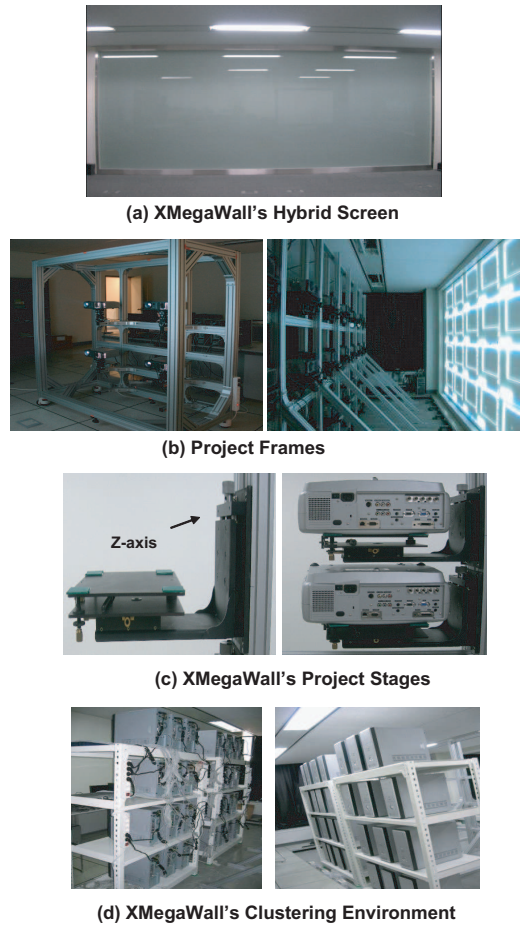 (a) XMegaWall's Hybrid Screen
(b) Project Frames
Z-axis
(c) XMegaWall's Project Stages
(d) XMegaWall's Clustering Environment